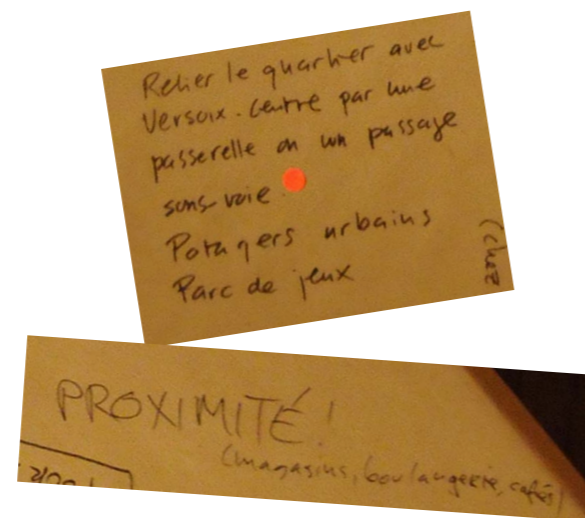 Relier le quartier avec
Versoix-centre par une
passerelle ou un passage
sous-voie.
Potagers urbains
Parc de jeux
(chez
PROXIMITÉ!
(magasins, boulangerie, cafés)